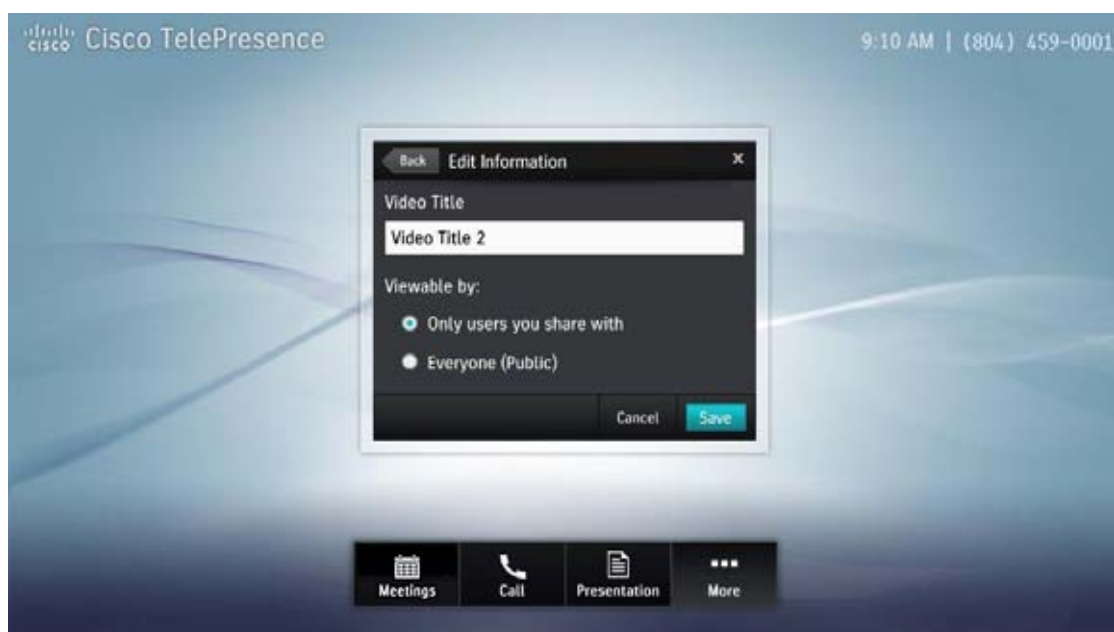 CISCO Cisco TelePresence
9:10 AM | (804) 459-0001
Back Edit Information x
Video Title
Video Title 2
Viewable by:
Only users you share with
Everyone (Public)
Cancel Save
Meetings Call Presentation More